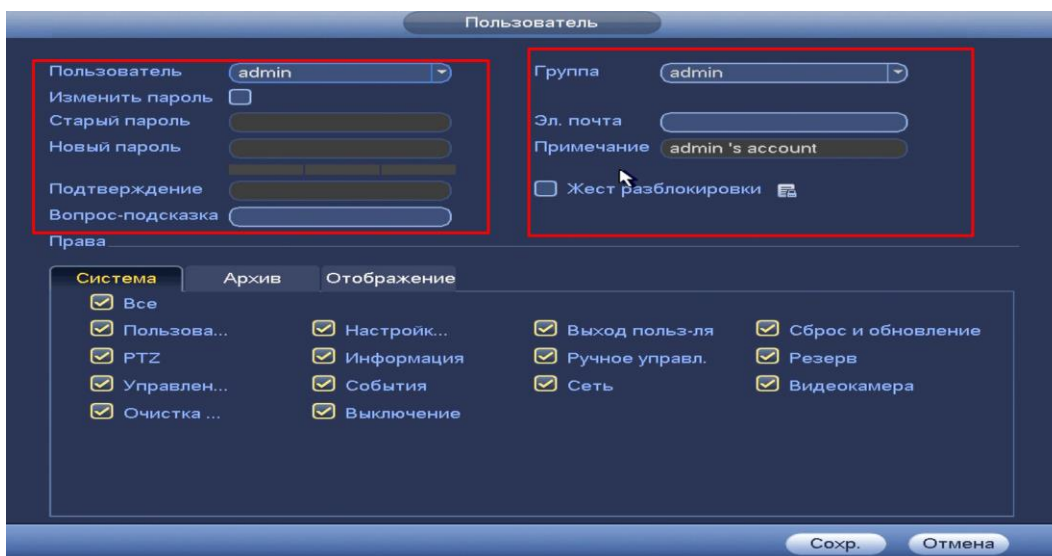 Пользователь
Пользователь admin
Изменить пароль
Старый пароль
Новый пароль
Подтверждение
Вопрос-подсказка
Группа admin
Эл. почта
Примечание admin 's account
Жест разблокировки
Права
Система Архив Отображение
Все
Пользова... Настройк... Выход польз-ля Сброс и обновление
PTZ Информация Ручное управл. Резерв
Управлен... События Сеть Видеокамера
Очистка ... Выключение
Сохр. Отмена